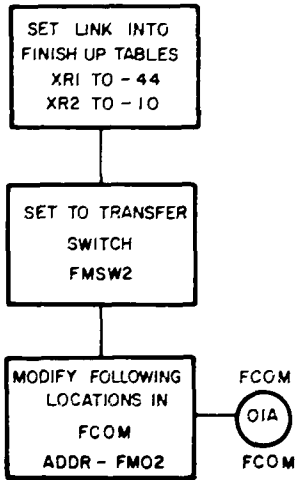 SET LINK INTO
FINISH UP TABLES
XR1 TO - 44
XR2 TO - 10
SET TO TRANSFER
SWITCH
FMSW2
MODIFY FOLLOWING
LOCATIONS IN
FCOM
ADDR - FM02
FCOM
01A
FCOM